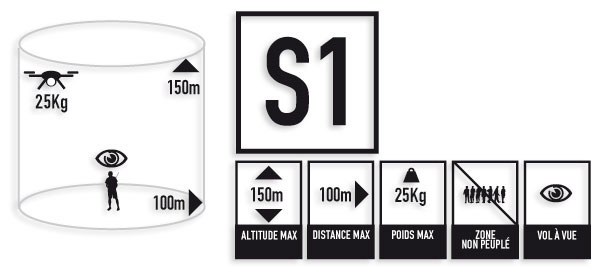 25Kg
150m
100m
S1
150m
ALTITUDE MAX
100m
DISTANCE MAX
25Kg
POIDS MAX
ZONE
NON PEUPLÉ
VOL À VUE